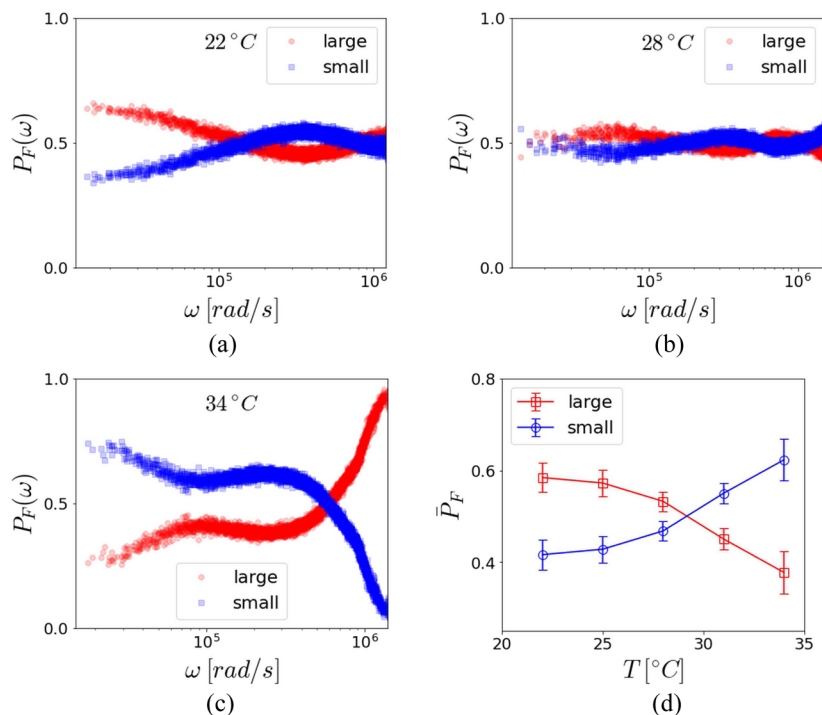 22 °C
large
small
P_F(ω)
1.0
0.5
0.0
10^5
10^6
ω [rad/s]
(a)
28 °C
large
small
P_F(ω)
1.0
0.5
0.0
10^5
10^6
ω [rad/s]
(b)
34 °C
P_F(ω)
1.0
0.5
0.0
large
small
10^5
10^6
ω [rad/s]
(c)
large
small
P̄_F
0.8
0.6
0.4
20
25
30
35
T [°C]
(d)